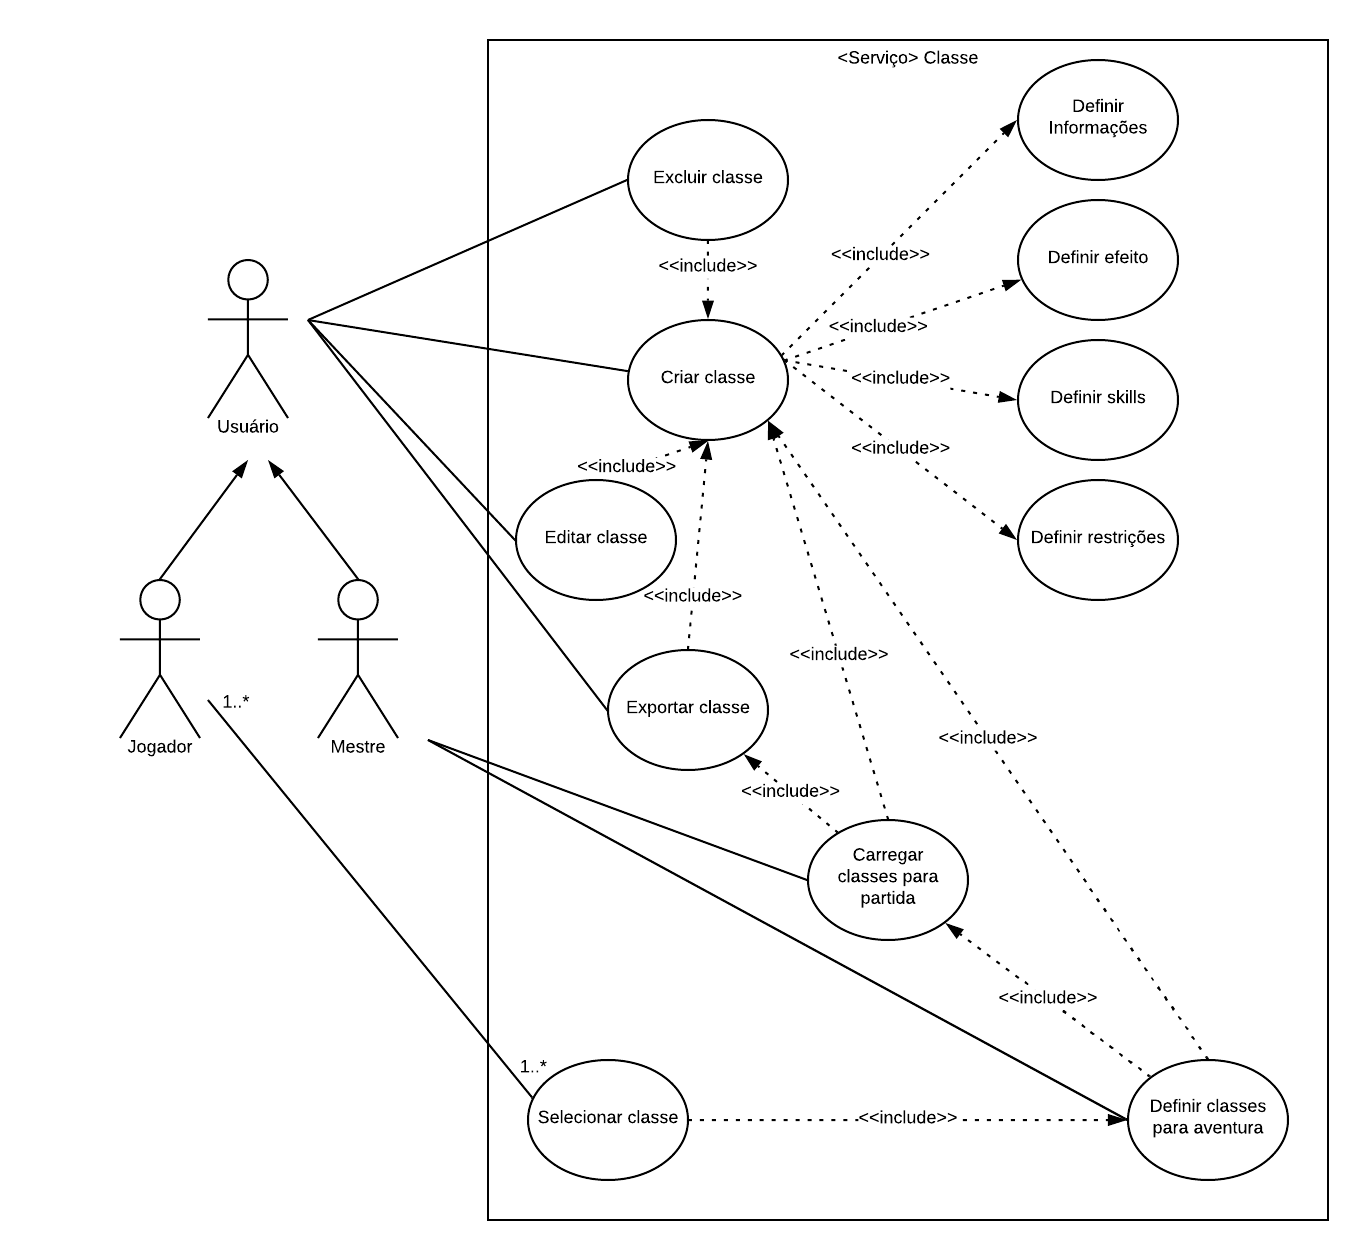 <Serviço> Classe
Definir
Informações
Excluir classe
<<include>>
<<include>>
Definir efeito
<<include>>
Criar classe
<<include>>
Definir skills
Usuário
<<include>>
<<include>>
Editar classe
Definir restrições
<<include>>
<<include>>
1..*
Exportar classe
Jogador
Mestre
<<include>>
<<include>>
Carregar
classes para
partida
<<include>>
1..*
Selecionar classe
<<include>>
Definir classes
para aventura